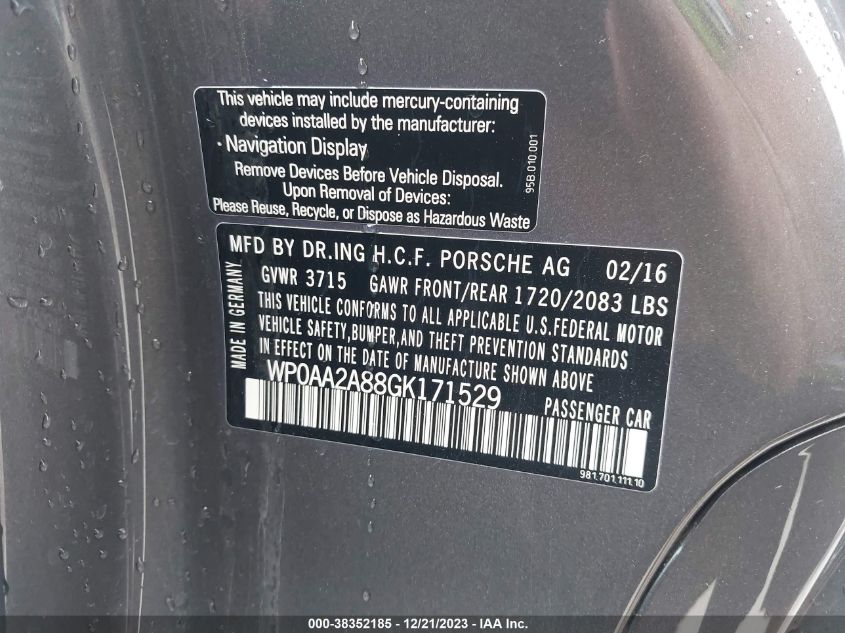 This vehicle may include mercury-containing
devices installed by the manufacturer:
· Navigation Display
Remove Devices Before Vehicle Disposal.
Upon Removal of Devices:
Please Reuse, Recycle, or Dispose as Hazardous Waste
95B.010.001
MFD BY DR.ING H.C.F. PORSCHE AG 02/16
GVWR 3715 GAWR FRONT/REAR 1720/2083 LBS
THIS VEHICLE CONFORMS TO ALL APPLICABLE U.S.FEDERAL MOTOR
VEHICLE SAFETY,BUMPER,AND THEFT PREVENTION STANDARDS
IN EFFECT ON THE DATE OF MANUFACTURE SHOWN ABOVE
MADE IN GERMANY
WP0AA2A88GK171529
PASSENGER CAR
981.701.111.10
000-38352185 - 12/21/2023 - IAA Inc.